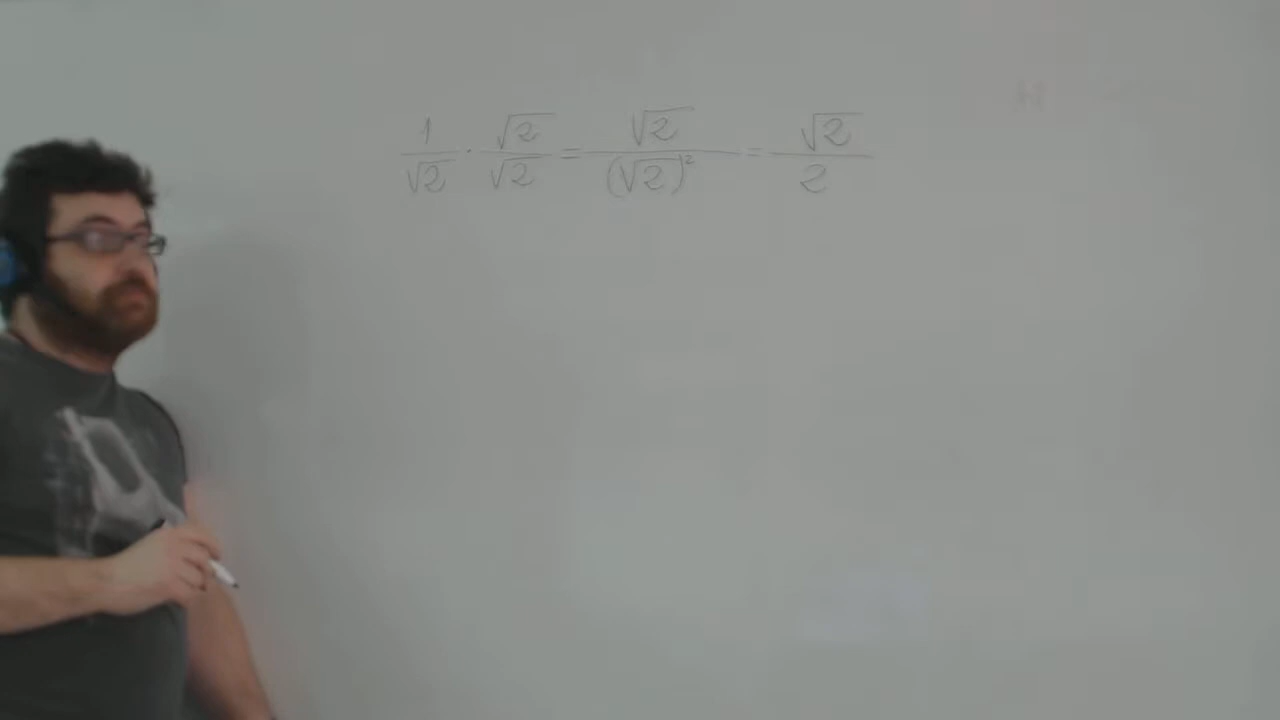 1/√2 · √2/√2 = √2/(√2)² = √2/2